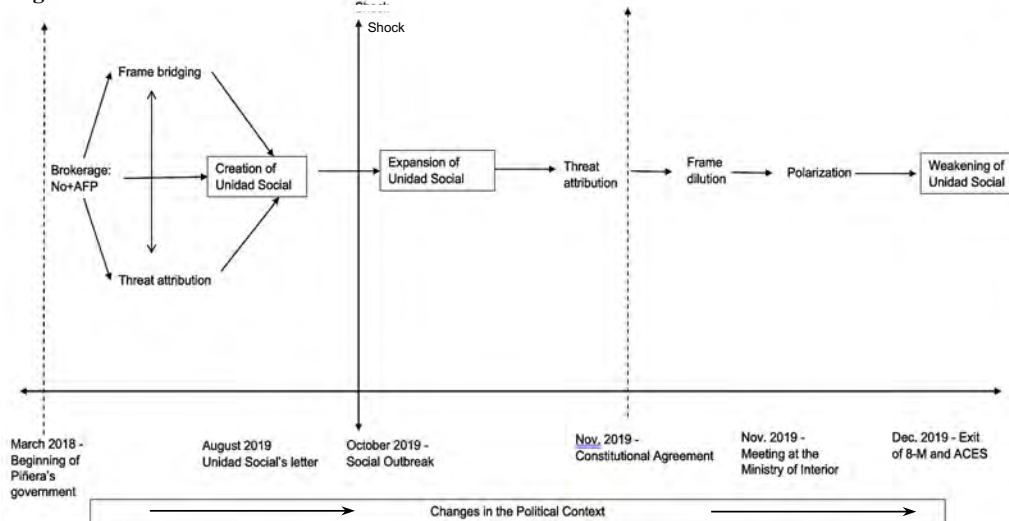 Shock
Frame bridging
Brokerage:
No+AFP
Creation of
Unidad Social
Expansion of
Unidad Social
Threat
attribution
Frame
dilution
Polarization
Weakening of
Unidad Social
Threat attribution
March 2018 -
Beginning of
Piñera's
government
August 2019
Unidad Social's letter
October 2019 -
Social Outbreak
Nov. 2019 -
Constitutional Agreement
Nov. 2019 -
Meeting at the
Ministry of Interior
Dec. 2019 - Exit
of 8-M and ACES
Changes in the Political Context